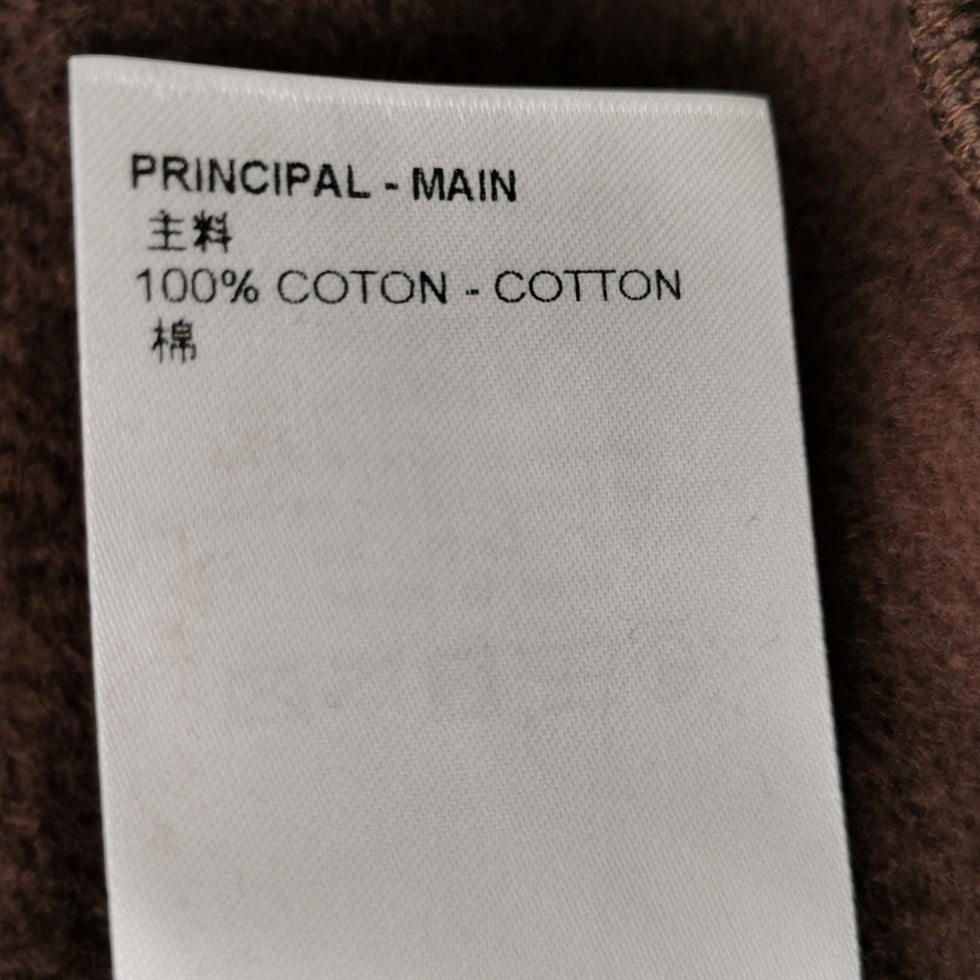 PRINCIPAL - MAIN
主料
100% COTON - COTTON
棉